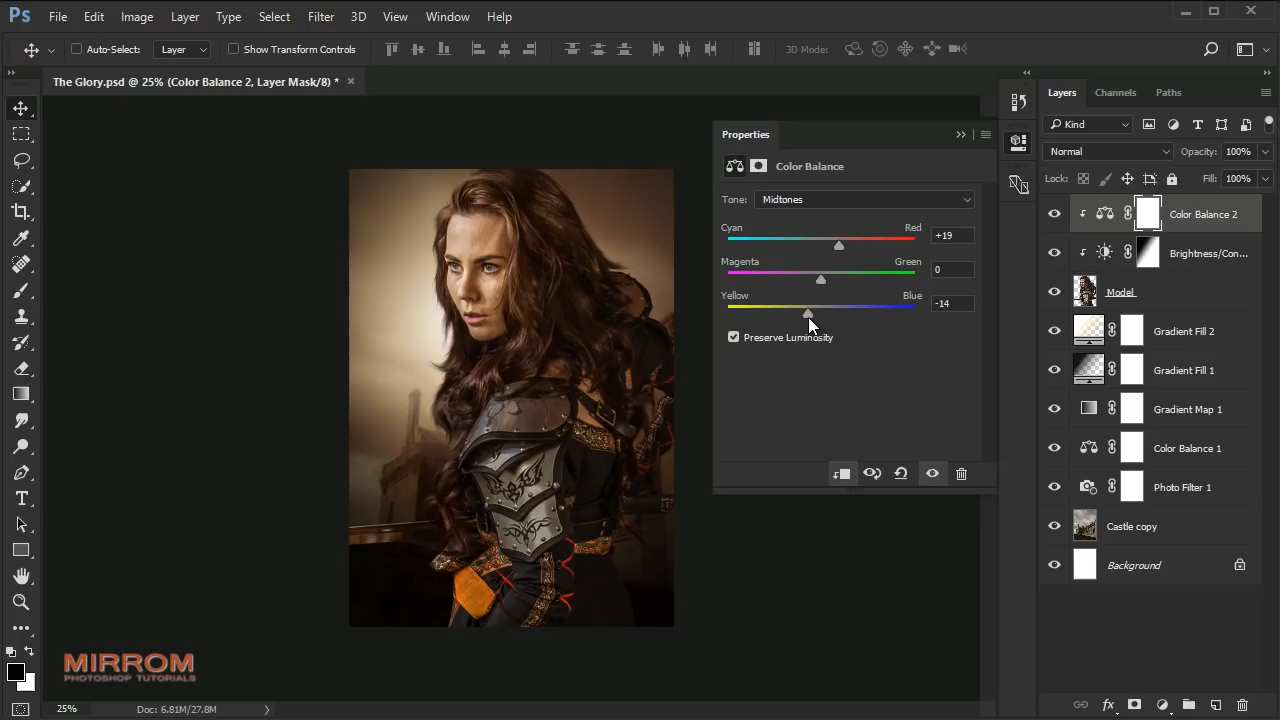 Ps File Edit Image Layer Type Select Filter 3D View Window Help
Auto-Select: Layer Show Transform Controls 3D Mode:
The Glory.psd @ 25% (Color Balance 2, Layer Mask/8) *
Properties
Color Balance
Tone: Midtones
Cyan Red +19
Magenta Green 0
Yellow Blue -14
Preserve Luminosity
Layers Channels Paths
Kind
Normal Opacity: 100%
Lock: Fill: 100%
Color Balance 2
Brightness/Con...
Model
Gradient Fill 2
Gradient Fill 1
Gradient Map 1
Color Balance 1
Photo Filter 1
Castle copy
Background
MIRROM
PHOTOSHOP TUTORIALS
25% Doc: 6.81M/27.8M
fx